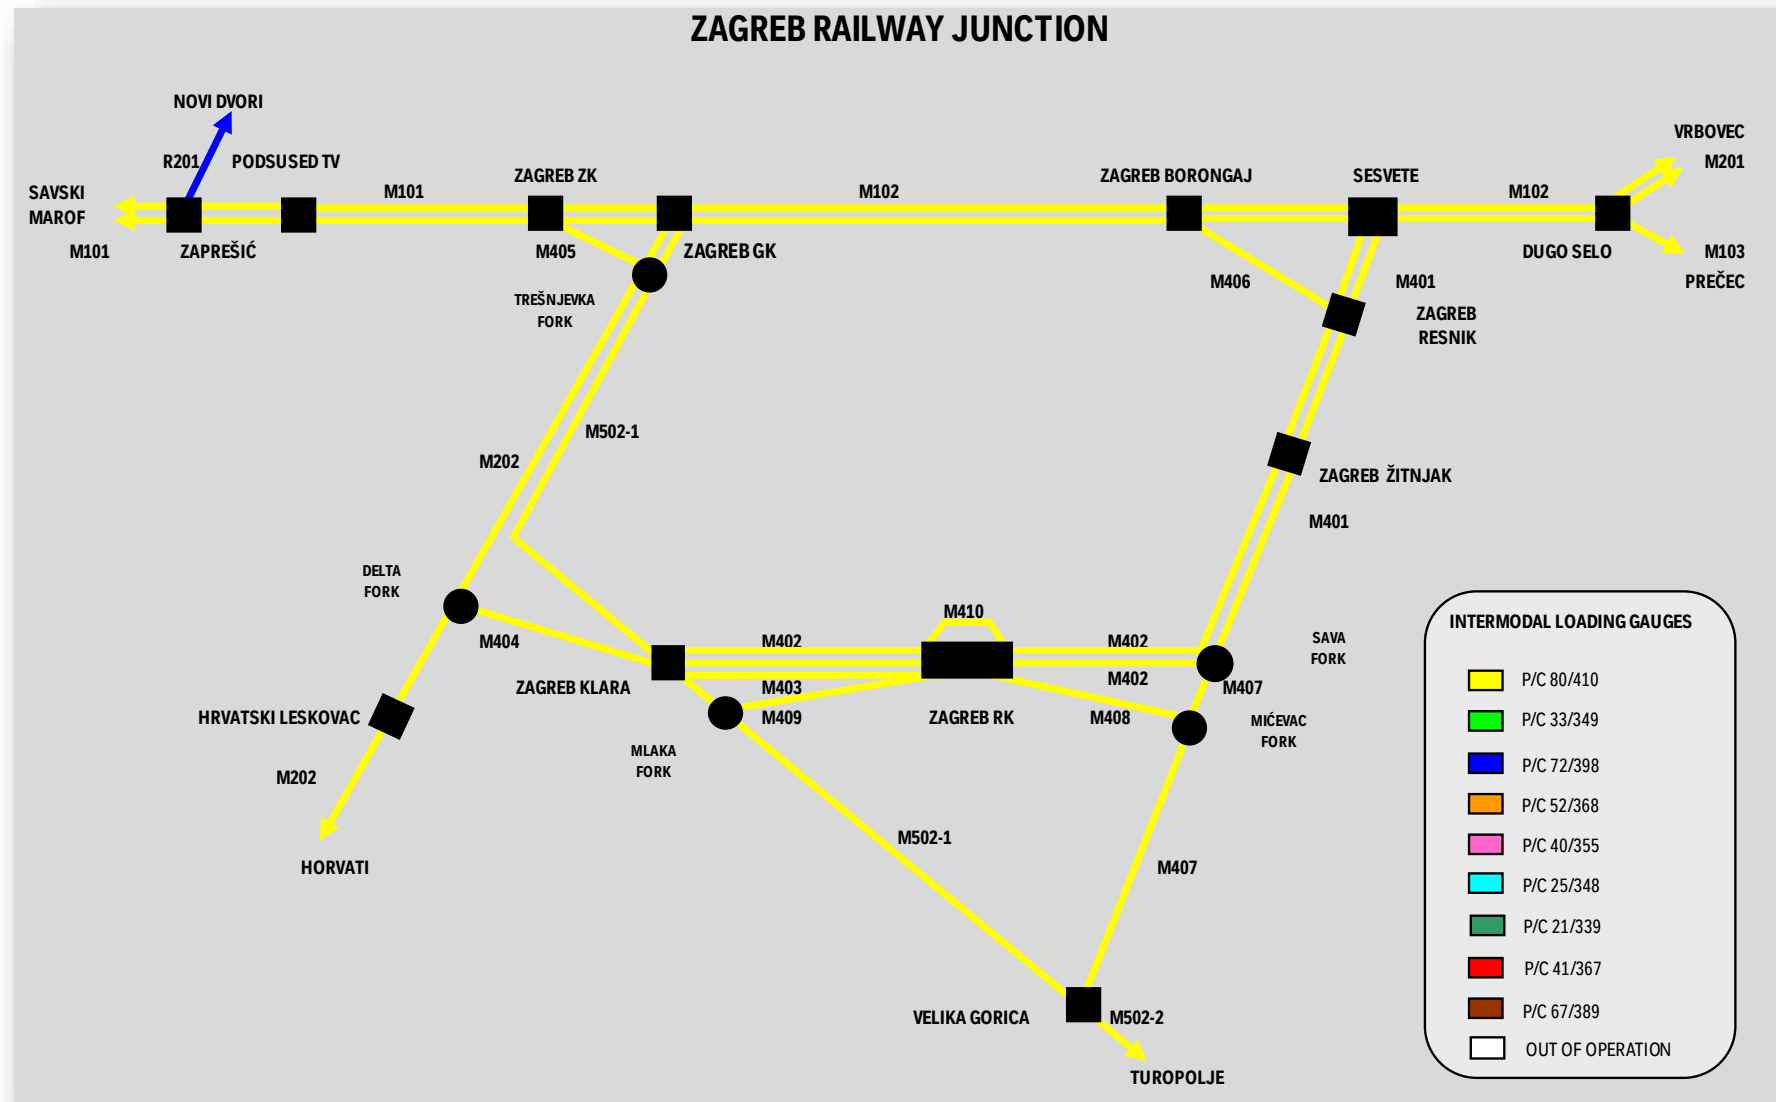 ZAGREB RAILWAY JUNCTION
NOVI DVORI
R201
PODSUSED TV
SAVSKI
MAROF
M101
ZAPREŠIĆ
M101
ZAGREB ZK
M405
ZAGREB GK
TREŠNJEVKA
FORK
M102
ZAGREB BORONGAJ
SESVETE
M102
VRBOVEC
M201
DUGO SELO
M103
PREČEC
M406
M401
ZAGREB
RESNIK
M502-1
M202
ZAGREB ŽITNJAK
M401
DELTA
FORK
M404
M410
M402
M402
SAVA
FORK
ZAGREB KLARA
M403
M402
M407
HRVATSKI LESKOVAC
M409
ZAGREB RK
M408
MIĆEVAC
FORK
MLAKA
FORK
M202
M502-1
M407
HORVATI
VELIKA GORICA
M502-2
TUROPOLJE
INTERMODAL LOADING GAUGES
P/C 80/410
P/C 33/349
P/C 72/398
P/C 52/368
P/C 40/355
P/C 25/348
P/C 21/339
P/C 41/367
P/C 67/389
OUT OF OPERATION